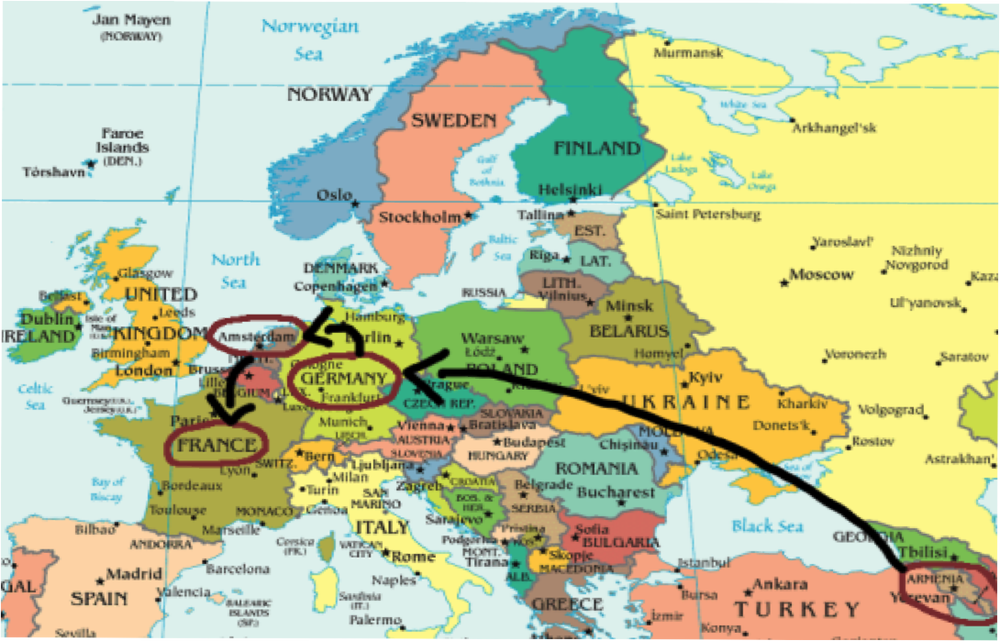 Jan Mayen
(NORWAY)
Norwegian
Sea
Murmansk
White Sea
NORWAY
SWEDEN
FINLAND
Arkhangel'sk
Faroe
Islands
(DEN.)
Tórshavn
Gulf
of
Bothnia
Lake
Ladoga
Lake
Onega
Oslo
Helsinki
Stockholm
Tallinn
Saint Petersburg
EST.
Baltic
Sea
Riga
LAT.
Yaroslavl'
Nizhniy
Novgorod
Moscow
Kaza
North
Sea
DENMARK
Copenhagen
LITH.
Vilnius
RUSSIA
Minsk
BELARUS
Ul'yanovsk
Glasgow
Belfast
UNITED
KINGDOM
Leeds
Dublin
IRELAND
Isle of
Man
Birmingham
London
Amsterdam
Hamburg
Berlin
Warsaw
Łódź
POLAND
Homyel
Voronezh
Saratov
Celtic
Sea
Guernsey (U.K.)
Jersey (U.K.)
Lille
BELGIUM
GERMANY
Frankfurt
Prague
CZECH REP.
L'viv
Kyiv
UKRAINE
Kharkiv
Donets'k
Volgograd
Paris
FRANCE
Munich
LIECH.
Vienna
AUSTRIA
SLOVAKIA
Bratislava
Budapest
HUNGARY
MOLDOVA
Chişinau
Odesa
Rostov
Astrakhan'
Sea of
Bay of
Biscay
Lyon
SWITZ.
Bern
SLOVENIA
Ljubljana
Zagreb
CROATIA
ROMANIA
Bucharest
Bordeaux
Milan
Turin
Genoa
SAN
MARINO
BOS. &
HER.
Belgrade
SERBIA
Toulouse
Marseille
MONACO
ITALY
Sarajevo
Pristina
KOS.
Sofia
BULGARIA
Black Sea
GEORGIA
Tbilisi
Bilbao
ANDORRA
Corsica
(FR.)
VATICAN
CITY
Rome
Podgorica
MONT.
Tirana
ALB.
Skopje
MACEDONIA
Istanbul
Ankara
ARMENIA
Yerevan
GAL
Madrid
SPAIN
Barcelona
Valencia
BALEARIC
ISLANDS
(SP.)
Naples
Sardinia
(IT.)
Palermo
GREECE
Bursa
TURKEY
İzmir
Konya
Sevilla